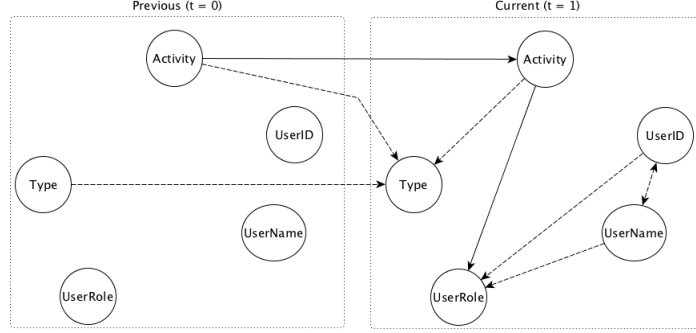 Previous (t = 0)
Current (t = 1)
Activity
Activity
UserID
UserID
Type
Type
UserName
UserName
UserRole
UserRole